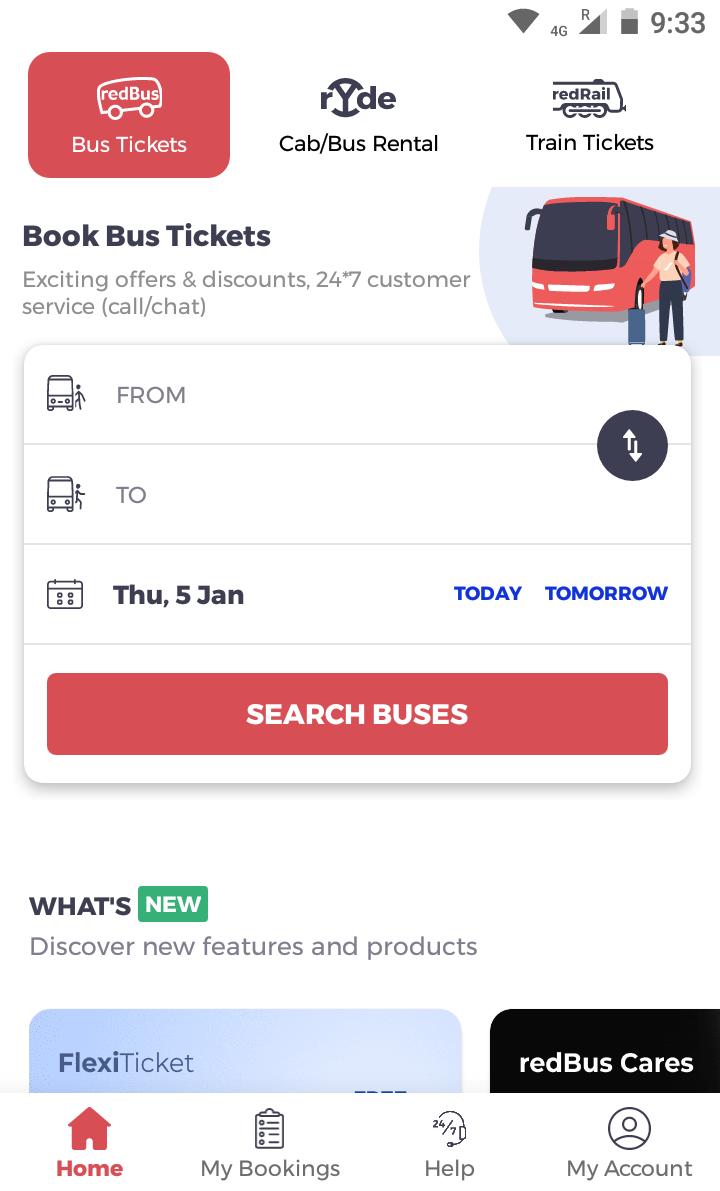 4G R 9:33
redBus rYde redRail
Bus Tickets Cab/Bus Rental Train Tickets
Book Bus Tickets
Exciting offers & discounts, 24*7 customer
service (call/chat)
FROM
TO
Thu, 5 Jan TODAY TOMORROW
SEARCH BUSES
WHAT'S NEW
Discover new features and products
FlexiTicket redBus Cares
24/7
Home My Bookings Help My Account